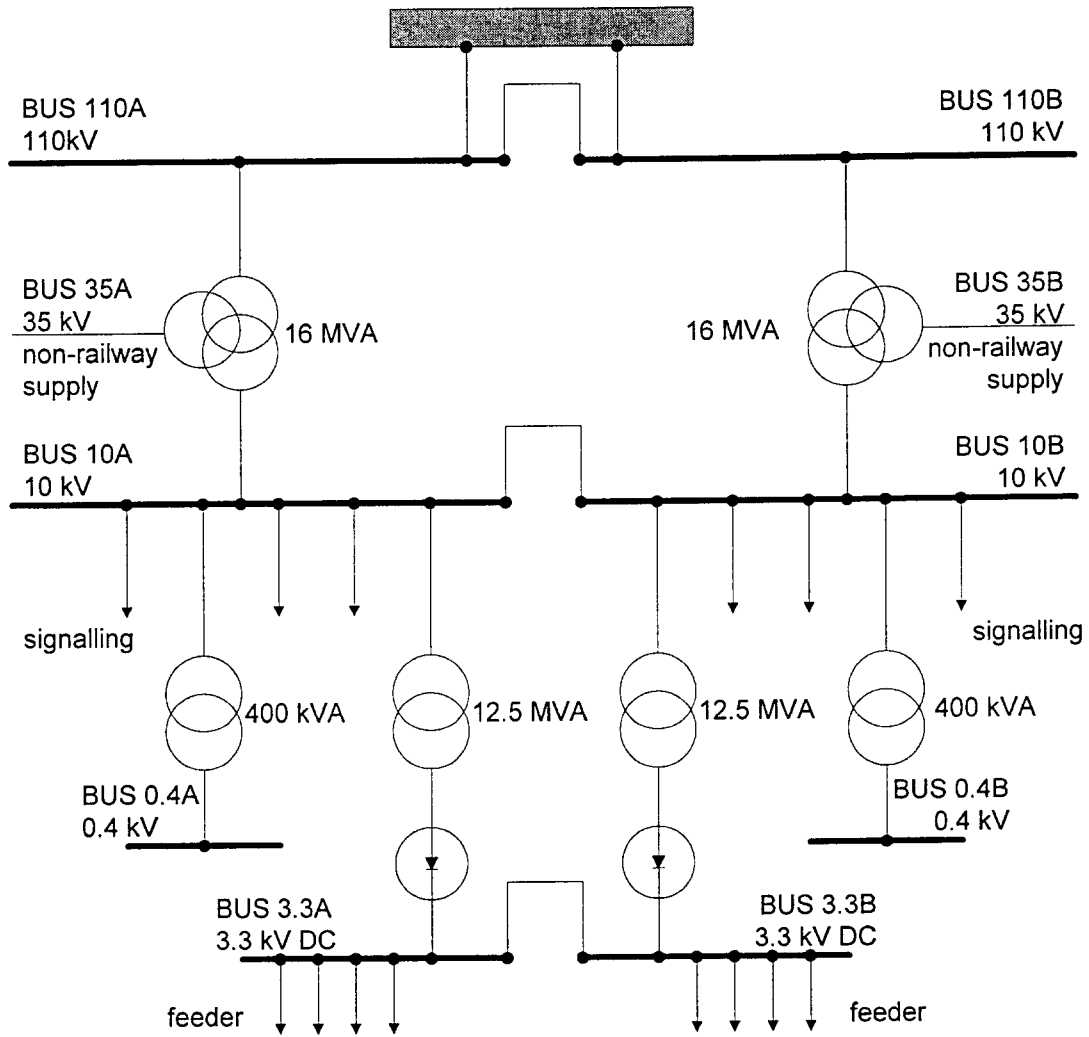 BUS 110A
110kV
BUS 110B
110 kV
BUS 35A
35 kV
non-railway
supply
16 MVA
16 MVA
BUS 35B
35 kV
non-railway
supply
BUS 10A
10 kV
BUS 10B
10 kV
signalling
signalling
400 kVA
12.5 MVA
12.5 MVA
400 kVA
BUS 0.4A
0.4 kV
BUS 0.4B
0.4 kV
BUS 3.3A
3.3 kV DC
BUS 3.3B
3.3 kV DC
feeder
feeder